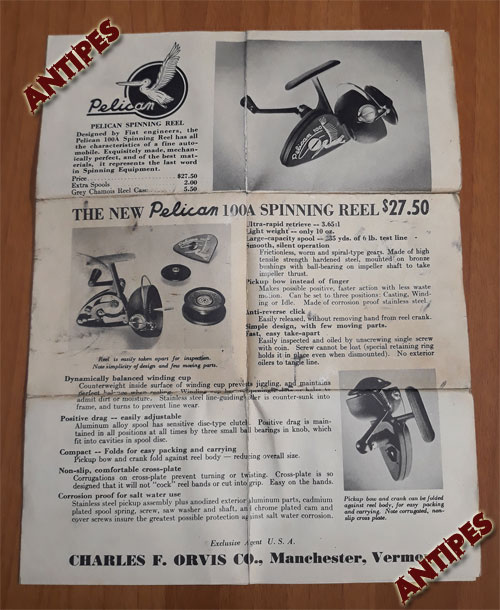 ANTIPES
Pelican
PELICAN SPINNING REEL
Designed by Fiat engineers, the
Pelican 100A Spinning Reel has all
the characteristics of a fine auto-
mobile. Exquisitely made, mechan-
ically perfect, and of the best mat-
erials, it represents the last word
in Spinning Equipment.
Price $27.50
Extra Spools 2.00
Grey Chamois Reel Case 5.50
THE NEW Pelican 100A SPINNING REEL $27.50
Ultra-rapid retrieve -- 3.65:1
Light weight -- only 10 oz.
Large-capacity spool -- 235 yds. of 6 lb. test line
Smooth, silent operation
Frictionless, worm and spiral-type gears. Made of high
tensile strength hardened steel, mounted on bronze
bushings with ball-bearing on impeller shaft to take
impeller thrust.
Pickup bow instead of finger
Makes possible positive, faster action with less waste
motion. Can be set to three positions: Casting, Wind-
ing or Idle. Made of corrosion proof stainless steel
Anti-reverse click
Easily released, without removing hand from reel crank.
Simple design, with few moving parts.
Fast, easy take-apart
Easily inspected and oiled by unscrewing single screw
with coin. Screw cannot be lost (special retaining ring
holds it in place even when dismounted). No exterior
oilers to tangle line.
Reel is easily taken apart for inspection.
Note simplicity of design and few moving parts.
Dynamically balanced winding cup
Counterweight inside surface of winding cup prevents jiggling, and maintains
perfect balance when
admit dirt or moisture. Stainless steel line-guiding roller is counter-sunk into
frame, and turns to prevent line wear.
Positive drag -- easily adjustable
Aluminum alloy spool has sensitive disc-type clutch. Positive drag is main-
tained in all positions at all times by three small ball bearings in knob, which
fit into cavities in spool disc.
Compact -- Folds for easy packing and carrying
Pickup bow and crank fold against reel body -- reducing overall size.
Non-slip, comfortable cross-plate
Corrugations on cross-plate prevent turning or twisting. Cross-plate is so
designed that it will not "rock" reel hands or cut into grip. Easy on the hands.
Corrosion proof for salt water use
Stainless steel pickup assembly plus anodized exterior aluminum parts, cadmium
plated spool spring, screw, saw washer and shaft, and chrome plated cam and
cover screws insure the greatest possible protection against salt water corrosion.
Pickup bow and crank can be folded
against reel body, for easy packing
and carrying. Note corrugated, non-
slip cross plate.
Exclusive Agent U. S. A.
CHARLES F. ORVIS CO., Manchester, Vermont
ANTIPES